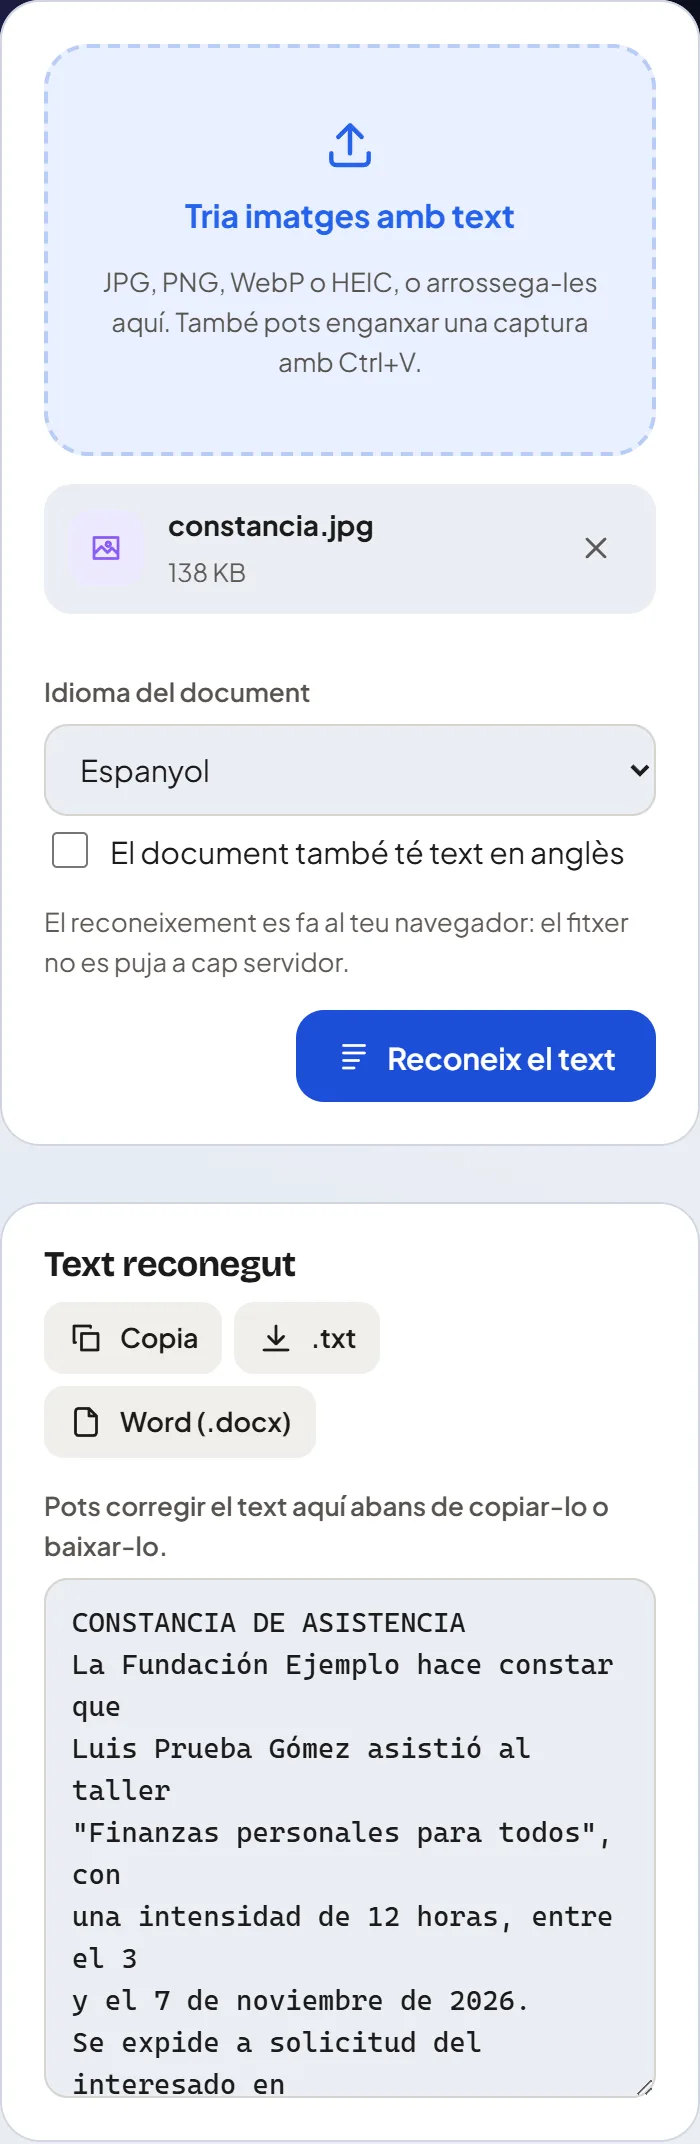 Tria imatges amb text
JPG, PNG, WebP o HEIC, o arrossega-les
aquí. També pots enganxar una captura
amb Ctrl+V.
constancia.jpg
138 KB
Idioma del document
Espanyol
El document també té text en anglès
El reconeixement es fa al teu navegador: el fitxer
no es puja a cap servidor.
Reconeix el text
Text reconegut
Copia
.txt
Word (.docx)
Pots corregir el text aquí abans de copiar-lo o
baixar-lo.
CONSTANCIA DE ASISTENCIA
La Fundación Ejemplo hace constar
que
Luis Prueba Gómez asistió al
taller
"Finanzas personales para todos",
con
una intensidad de 12 horas, entre
el 3
y el 7 de noviembre de 2026.
Se expide a solicitud del
interesado en